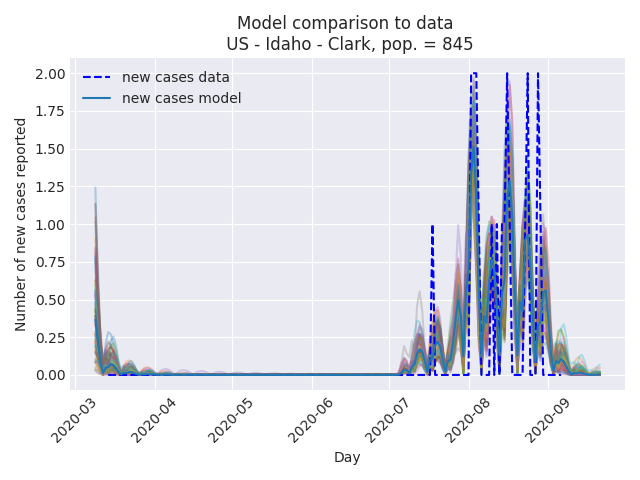 Model comparison to data
US - Idaho - Clark, pop. = 845
new cases data
new cases model
Number of new cases reported
2.00
1.75
1.50
1.25
1.00
0.75
0.50
0.25
0.00
2020-03
2020-04
2020-05
2020-06
2020-07
2020-08
2020-09
Day